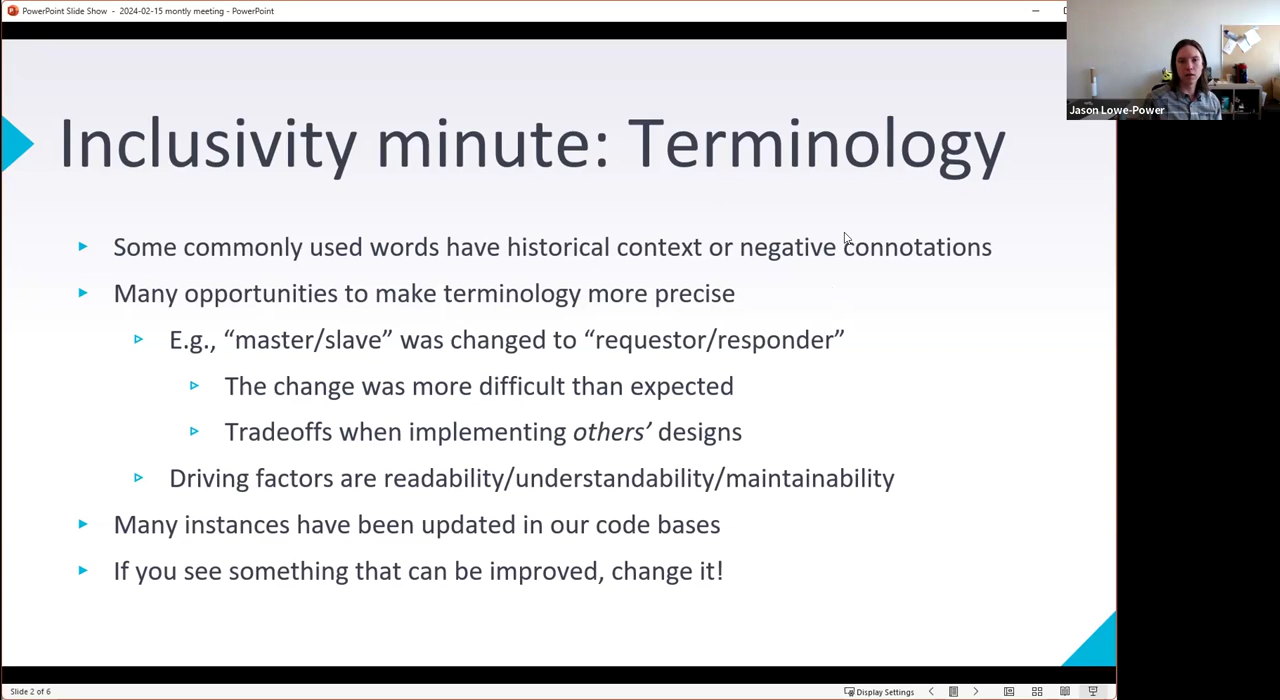 PowerPoint Slide Show - 2024-02-15 montly meeting - PowerPoint
Jason Lowe-Power
Inclusivity minute: Terminology
Some commonly used words have historical context or negative connotations
Many opportunities to make terminology more precise
E.g., “master/slave” was changed to “requestor/responder”
The change was more difficult than expected
Tradeoffs when implementing others’ designs
Driving factors are readability/understandability/maintainability
Many instances have been updated in our code bases
If you see something that can be improved, change it!
Slide 2 of 6
Display Settings